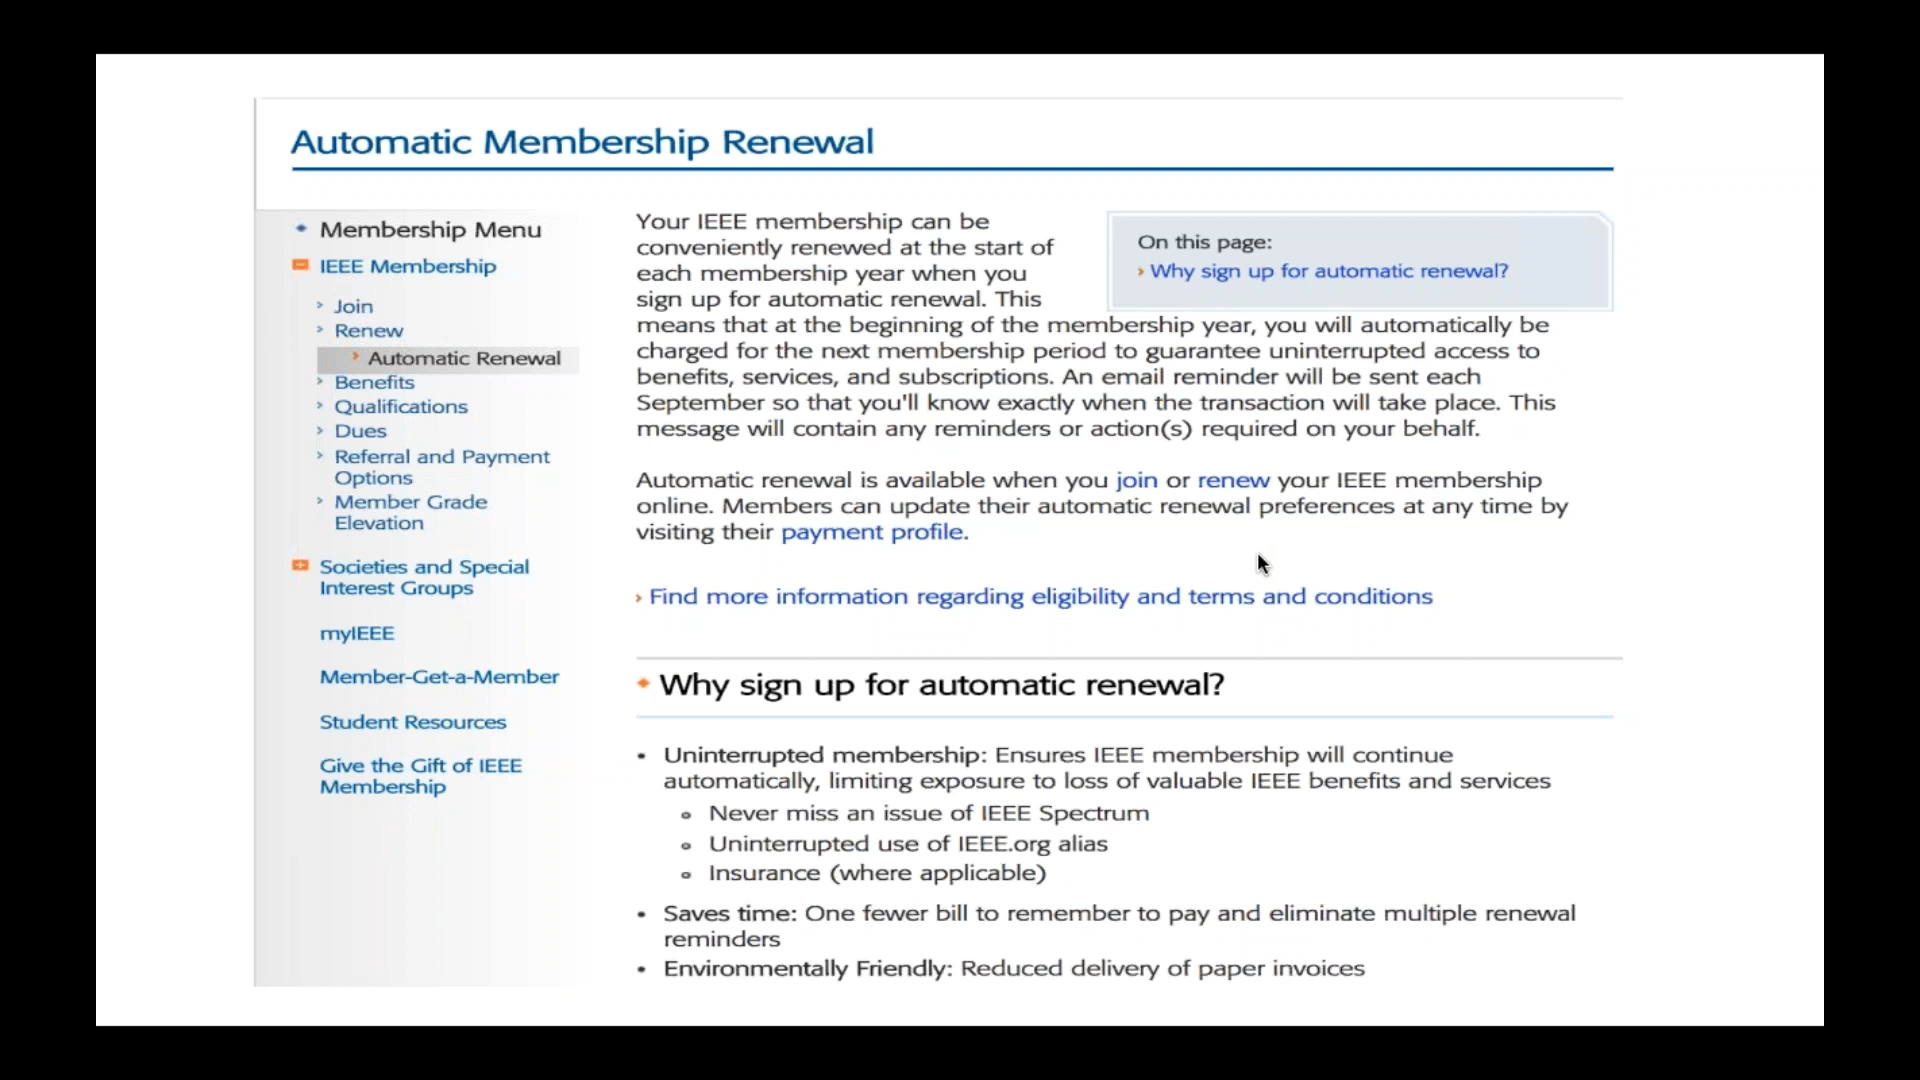 Automatic Membership Renewal
Membership Menu
IEEE Membership
Join
Renew
Automatic Renewal
Benefits
Qualifications
Dues
Referral and Payment
Options
Member Grade
Elevation
Societies and Special
Interest Groups
myIEEE
Member-Get-a-Member
Student Resources
Give the Gift of IEEE
Membership
Your IEEE membership can be
conveniently renewed at the start of
each membership year when you
sign up for automatic renewal. This
means that at the beginning of the membership year, you will automatically be
charged for the next membership period to guarantee uninterrupted access to
benefits, services, and subscriptions. An email reminder will be sent each
September so that you'll know exactly when the transaction will take place. This
message will contain any reminders or action(s) required on your behalf.
On this page:
Why sign up for automatic renewal?
Automatic renewal is available when you join or renew your IEEE membership
online. Members can update their automatic renewal preferences at any time by
visiting their payment profile.
Find more information regarding eligibility and terms and conditions
Why sign up for automatic renewal?
• Uninterrupted membership: Ensures IEEE membership will continue
automatically, limiting exposure to loss of valuable IEEE benefits and services
Never miss an issue of IEEE Spectrum
Uninterrupted use of IEEE.org alias
Insurance (where applicable)
• Saves time: One fewer bill to remember to pay and eliminate multiple renewal
reminders
• Environmentally Friendly: Reduced delivery of paper invoices